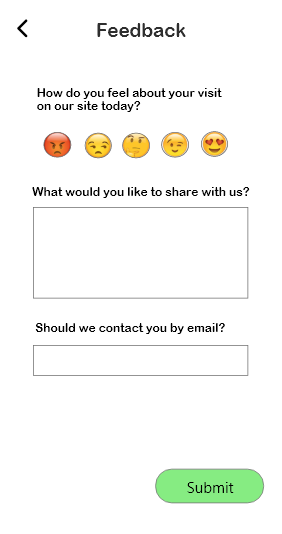 Feedback
How do you feel about your visit
on our site today?
What would you like to share with us?
Should we contact you by email?
Submit